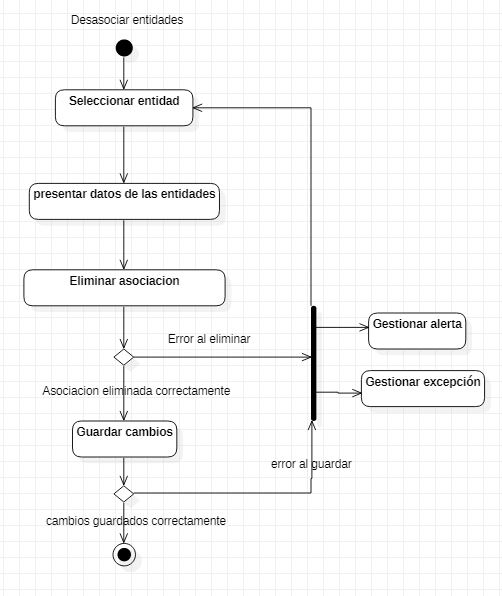 Desasociar entidades
Seleccionar entidad
presentar datos de las entidades
Eliminar asociacion
Error al eliminar
Gestionar alerta
Gestionar excepción
Asociacion eliminada correctamente
Guardar cambios
error al guardar
cambios guardados correctamente